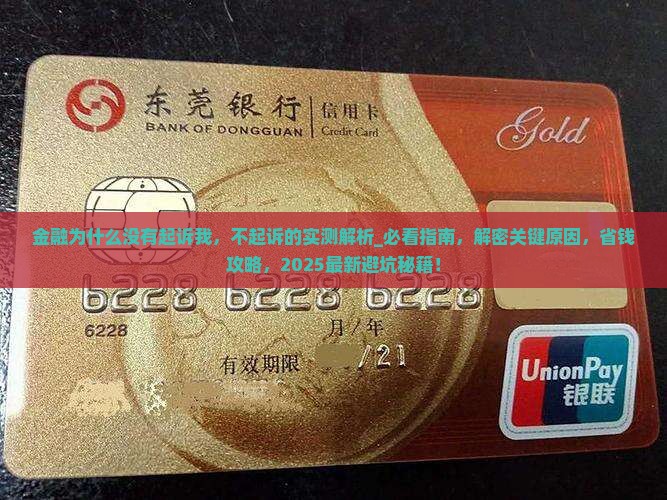 东莞银行 信用卡
BANK OF DONGGUAN Credit Card
Gold
金融为什么没有起诉我，不起诉的实测解析_必看指南，解密关键原因，省钱
攻略，2025最新避坑秘籍！
6228 6228 6228 6228
6228
月/年
有效期限 /21
UnionPay
银联